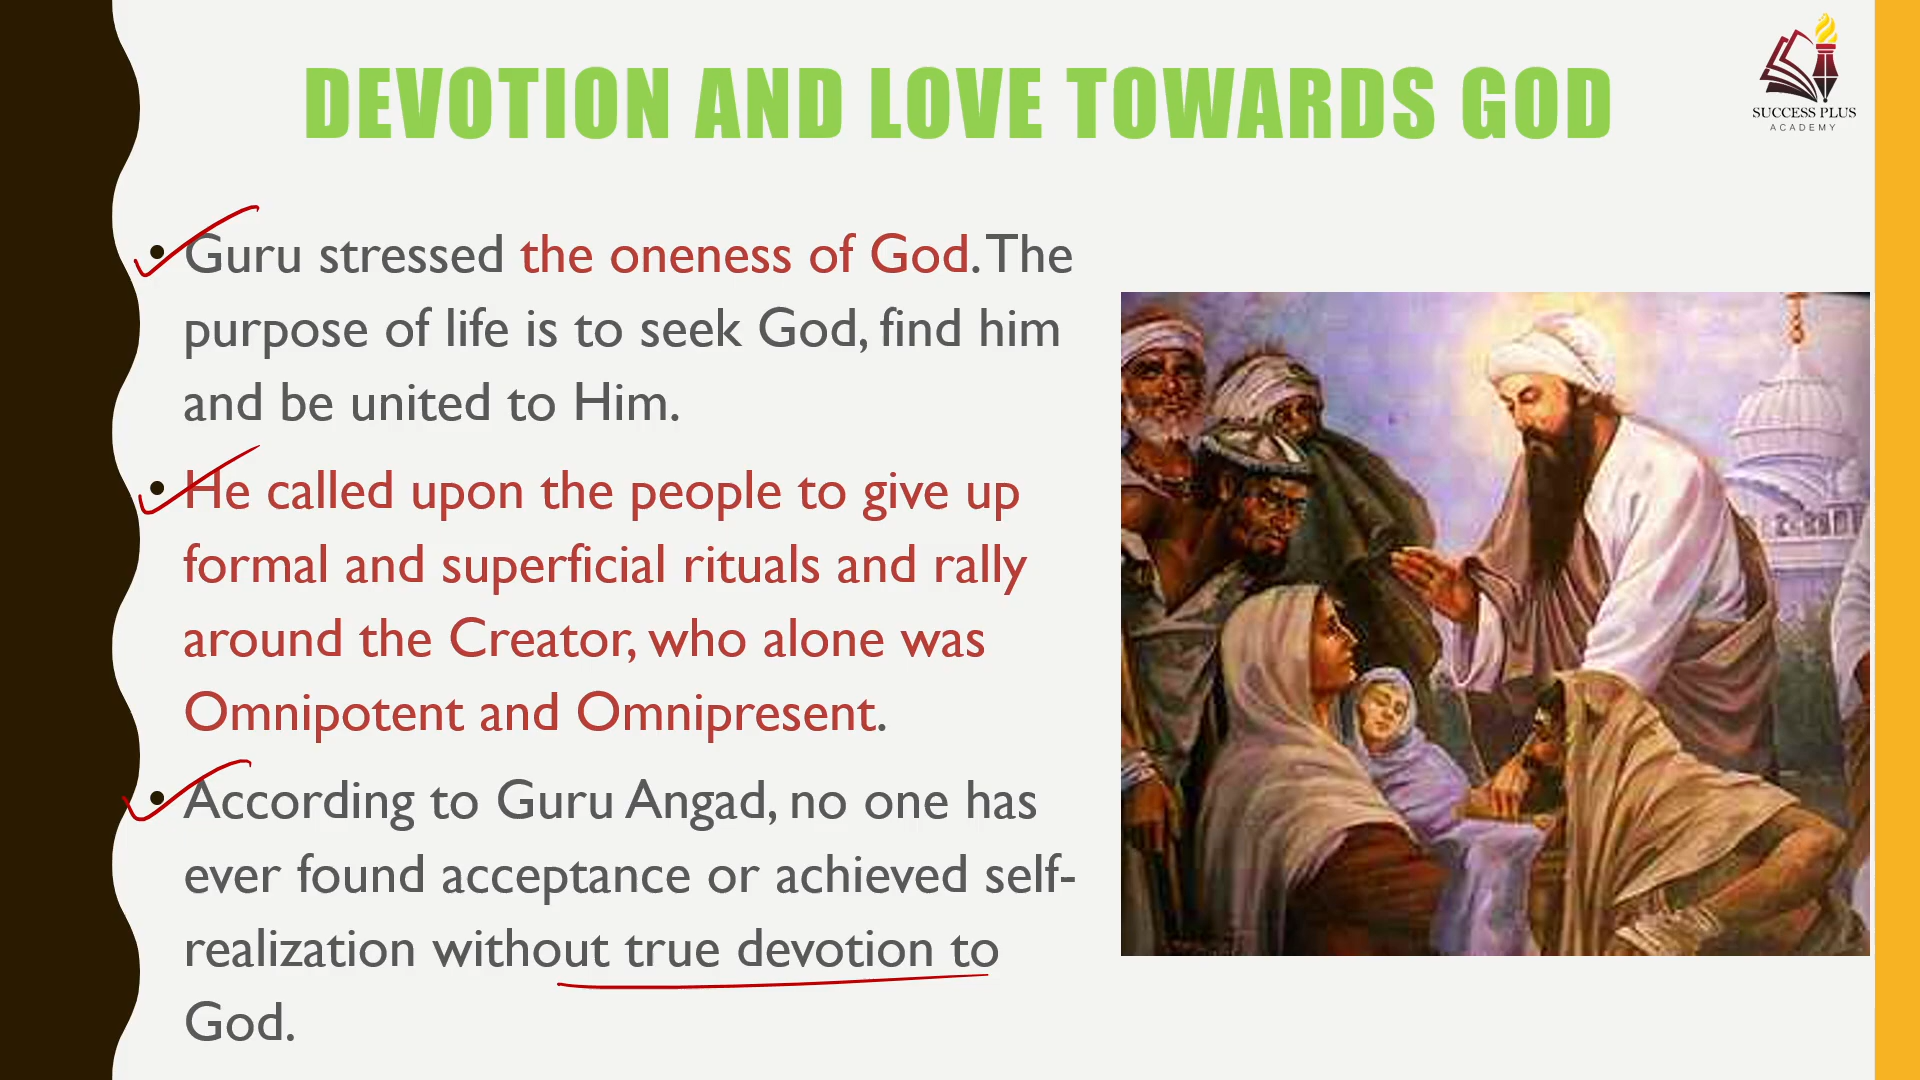 DEVOTION AND LOVE TOWARDS GOD
SUCCESS PLUS
ACADEMY
• Guru stressed the oneness of God. The
purpose of life is to seek God, find him
and be united to Him.
• He called upon the people to give up
formal and superficial rituals and rally
around the Creator, who alone was
Omnipotent and Omnipresent.
• According to Guru Angad, no one has
ever found acceptance or achieved self-
realization without true devotion to
God.